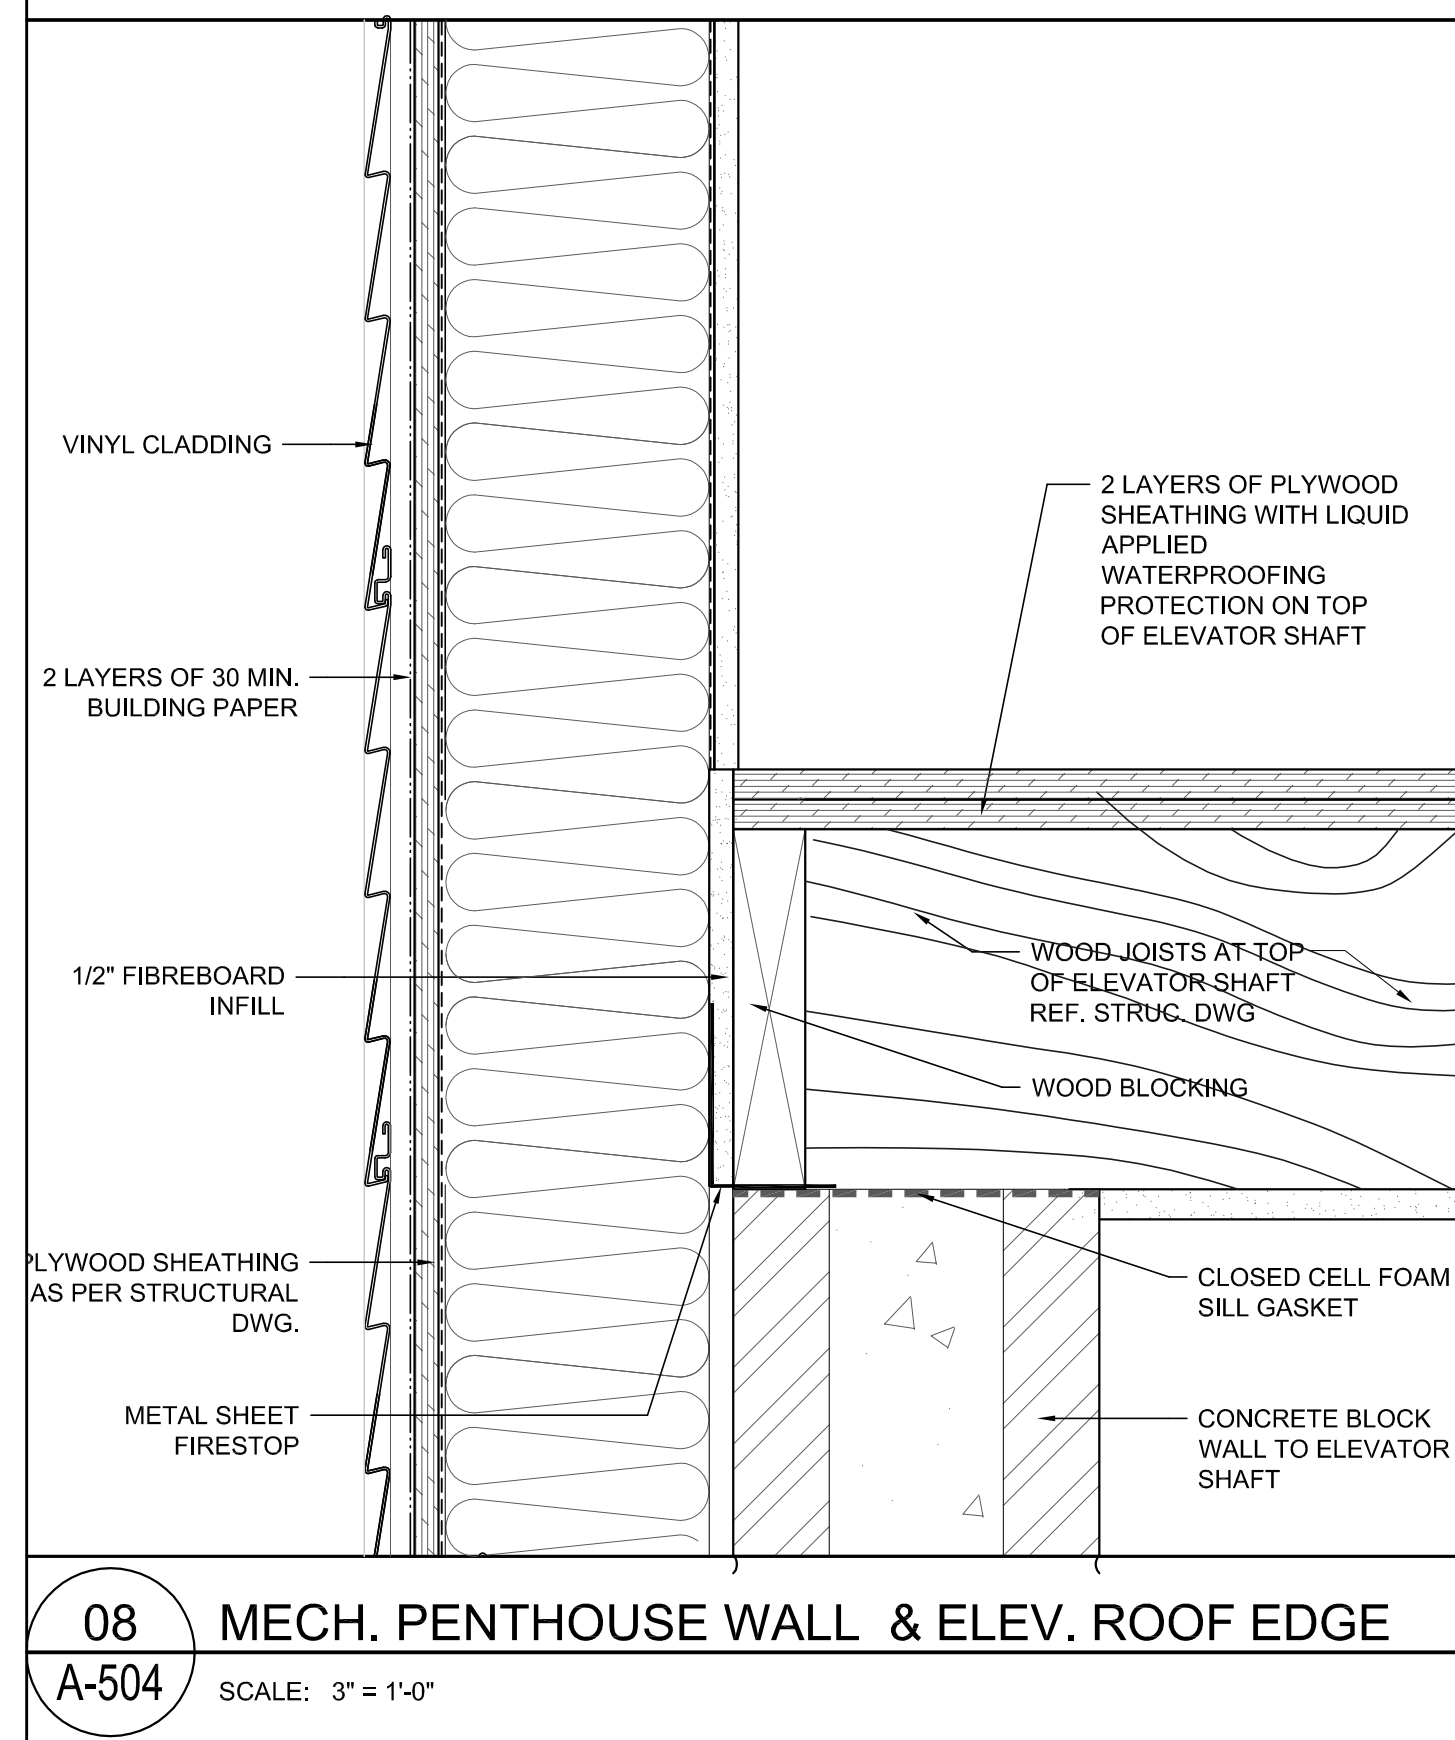 VINYL CLADDING
2 LAYERS OF PLYWOOD
SHEATHING WITH LIQUID
APPLIED
WATERPROOFING
PROTECTION ON TOP
OF ELEVATOR SHAFT
2 LAYERS OF 30 MIN.
BUILDING PAPER
1/2" FIBREBOARD
INFILL
WOOD JOISTS AT TOP
OF ELEVATOR SHAFT
REF. STRUC. DWG
WOOD BLOCKING
PLYWOOD SHEATHING
AS PER STRUCTURAL
DWG.
CLOSED CELL FOAM
SILL GASKET
METAL SHEET
FIRESTOP
CONCRETE BLOCK
WALL TO ELEVATOR
SHAFT
08
MECH. PENTHOUSE WALL & ELEV. ROOF EDGE
A-504
SCALE: 3" = 1'-0"